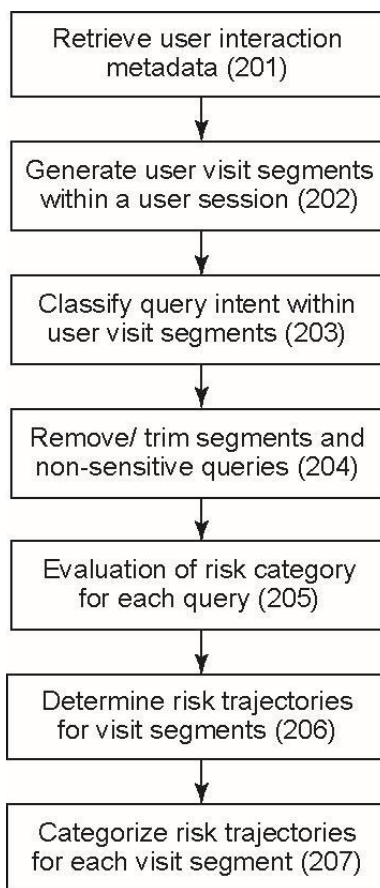 Retrieve user interaction
metadata (201)
Generate user visit segments
within a user session (202)
Classify query intent within
user visit segments (203)
Remove/ trim segments and
non-sensitive queries (204)
Evaluation of risk category
for each query (205)
Determine risk trajectories
for visit segments (206)
Categorize risk trajectories
for each visit segment (207)